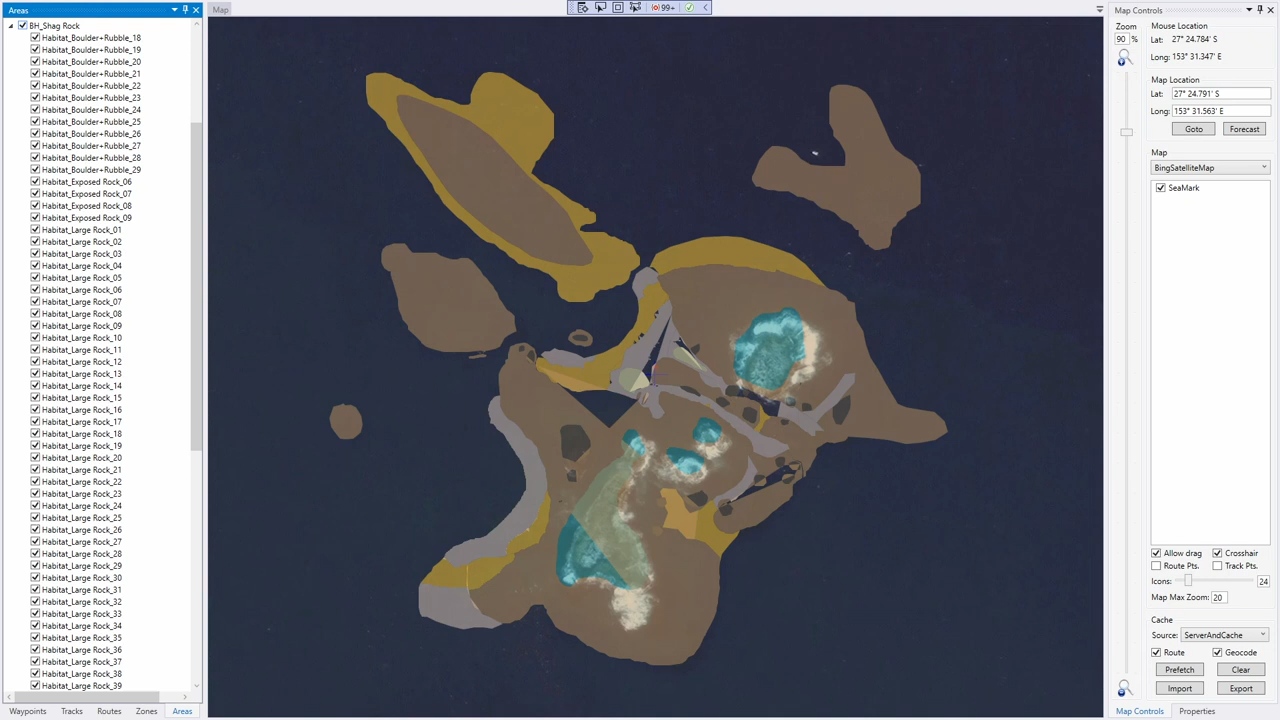 Areas
BH_Shag Rock
Habitat_Boulder+Rubble_18
Habitat_Boulder+Rubble_19
Habitat_Boulder+Rubble_20
Habitat_Boulder+Rubble_21
Habitat_Boulder+Rubble_22
Habitat_Boulder+Rubble_23
Habitat_Boulder+Rubble_24
Habitat_Boulder+Rubble_25
Habitat_Boulder+Rubble_26
Habitat_Boulder+Rubble_27
Habitat_Boulder+Rubble_28
Habitat_Boulder+Rubble_29
Habitat_Exposed Rock_06
Habitat_Exposed Rock_07
Habitat_Exposed Rock_08
Habitat_Exposed Rock_09
Habitat_Large Rock_01
Habitat_Large Rock_02
Habitat_Large Rock_03
Habitat_Large Rock_04
Habitat_Large Rock_05
Habitat_Large Rock_06
Habitat_Large Rock_07
Habitat_Large Rock_08
Habitat_Large Rock_09
Habitat_Large Rock_10
Habitat_Large Rock_11
Habitat_Large Rock_12
Habitat_Large Rock_13
Habitat_Large Rock_14
Habitat_Large Rock_15
Habitat_Large Rock_16
Habitat_Large Rock_17
Habitat_Large Rock_18
Habitat_Large Rock_19
Habitat_Large Rock_20
Habitat_Large Rock_21
Habitat_Large Rock_22
Habitat_Large Rock_23
Habitat_Large Rock_24
Habitat_Large Rock_25
Habitat_Large Rock_26
Habitat_Large Rock_27
Habitat_Large Rock_28
Habitat_Large Rock_29
Habitat_Large Rock_30
Habitat_Large Rock_31
Habitat_Large Rock_32
Habitat_Large Rock_33
Habitat_Large Rock_34
Habitat_Large Rock_35
Habitat_Large Rock_36
Habitat_Large Rock_37
Habitat_Large Rock_38
Habitat_Large Rock_39
Waypoints Tracks Routes Zones Areas
Map
99+
Map Controls
Zoom
90 %
Mouse Location
Lat: 27° 24.784' S
Long: 153° 31.347' E
Map Location
Lat: 27° 24.791' S
Long: 153° 31.563' E
Goto Forecast
Map
BingSatelliteMap
SeaMark
Allow drag Crosshair
Route Pts. Track Pts.
Icons: 24
Map Max Zoom: 20
Cache
Source: ServerAndCache
Route Geocode
Prefetch Clear
Import Export
Map Controls Properties